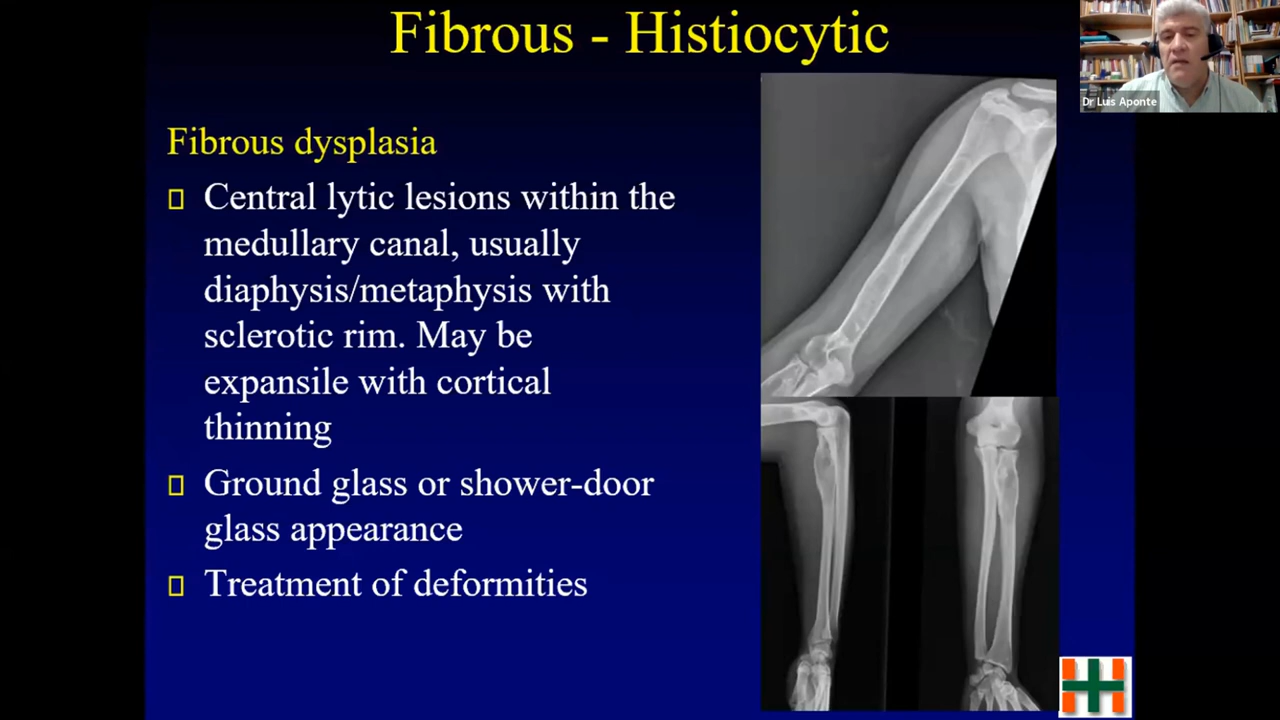 Fibrous - Histiocytic
Dr Luis Aponte
Fibrous dysplasia
Central lytic lesions within the
medullary canal, usually
diaphysis/metaphysis with
sclerotic rim. May be
expansile with cortical
thinning
Ground glass or shower-door
glass appearance
Treatment of deformities